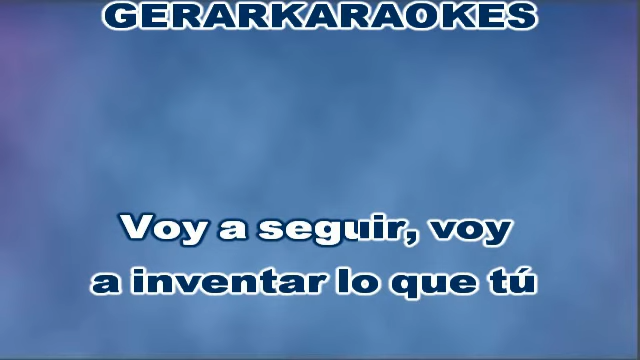 GERARKARAOKES
Voy a seguir, voy
a inventar lo que tú